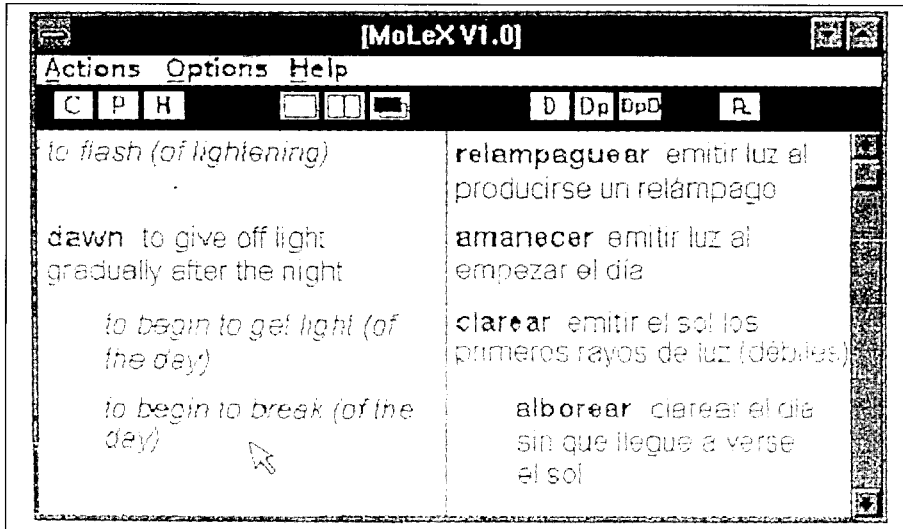 [MoLeX V1.0]
Actions Options Help
C P H D Dp DpD R
to flash (of lightening)
dawn to give off light
gradually after the night
to begin to get light (of
the day)
to begin to break (of the
day)
relampaguear emitir luz al
producirse un relámpago
amanecer emitir luz al
empezar el día
clarear emitir el sol los
primeros rayos de luz (débiles)
alborear clarear el día
sin que llegue a verse
el sol